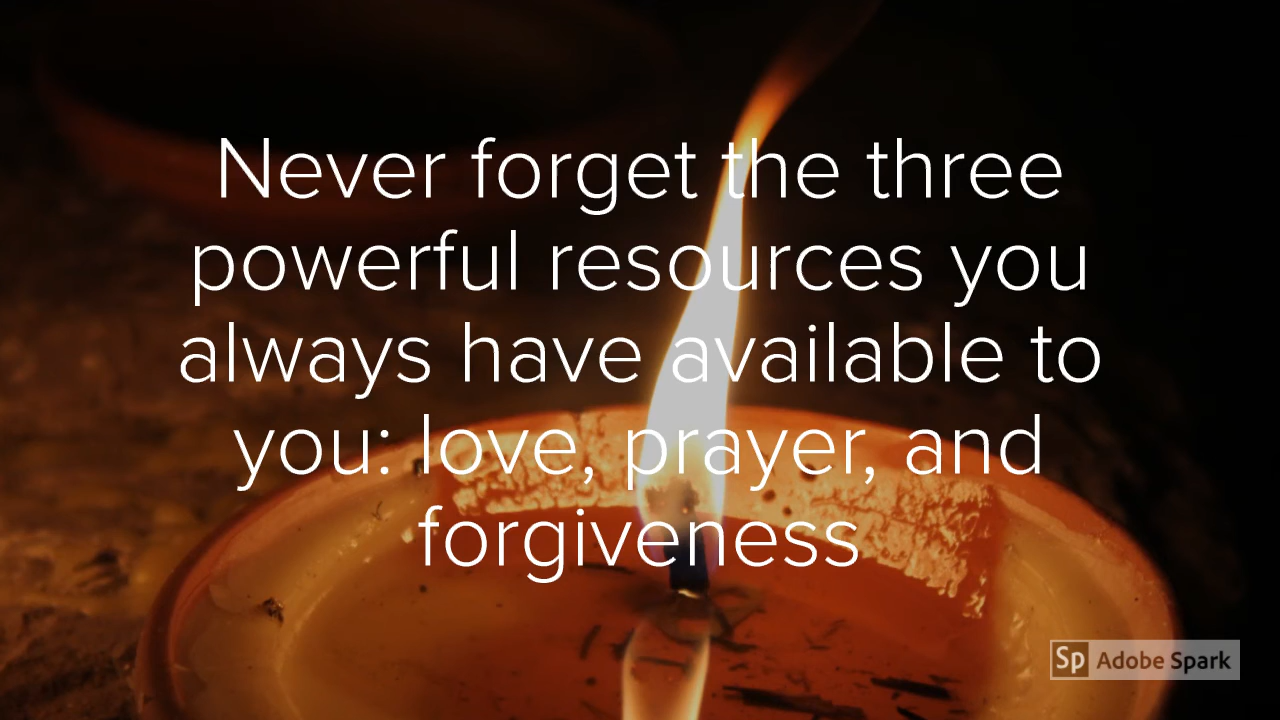 Never forget the three
powerful resources you
always have available to
you: love, prayer, and
forgiveness
Sp Adobe Spark